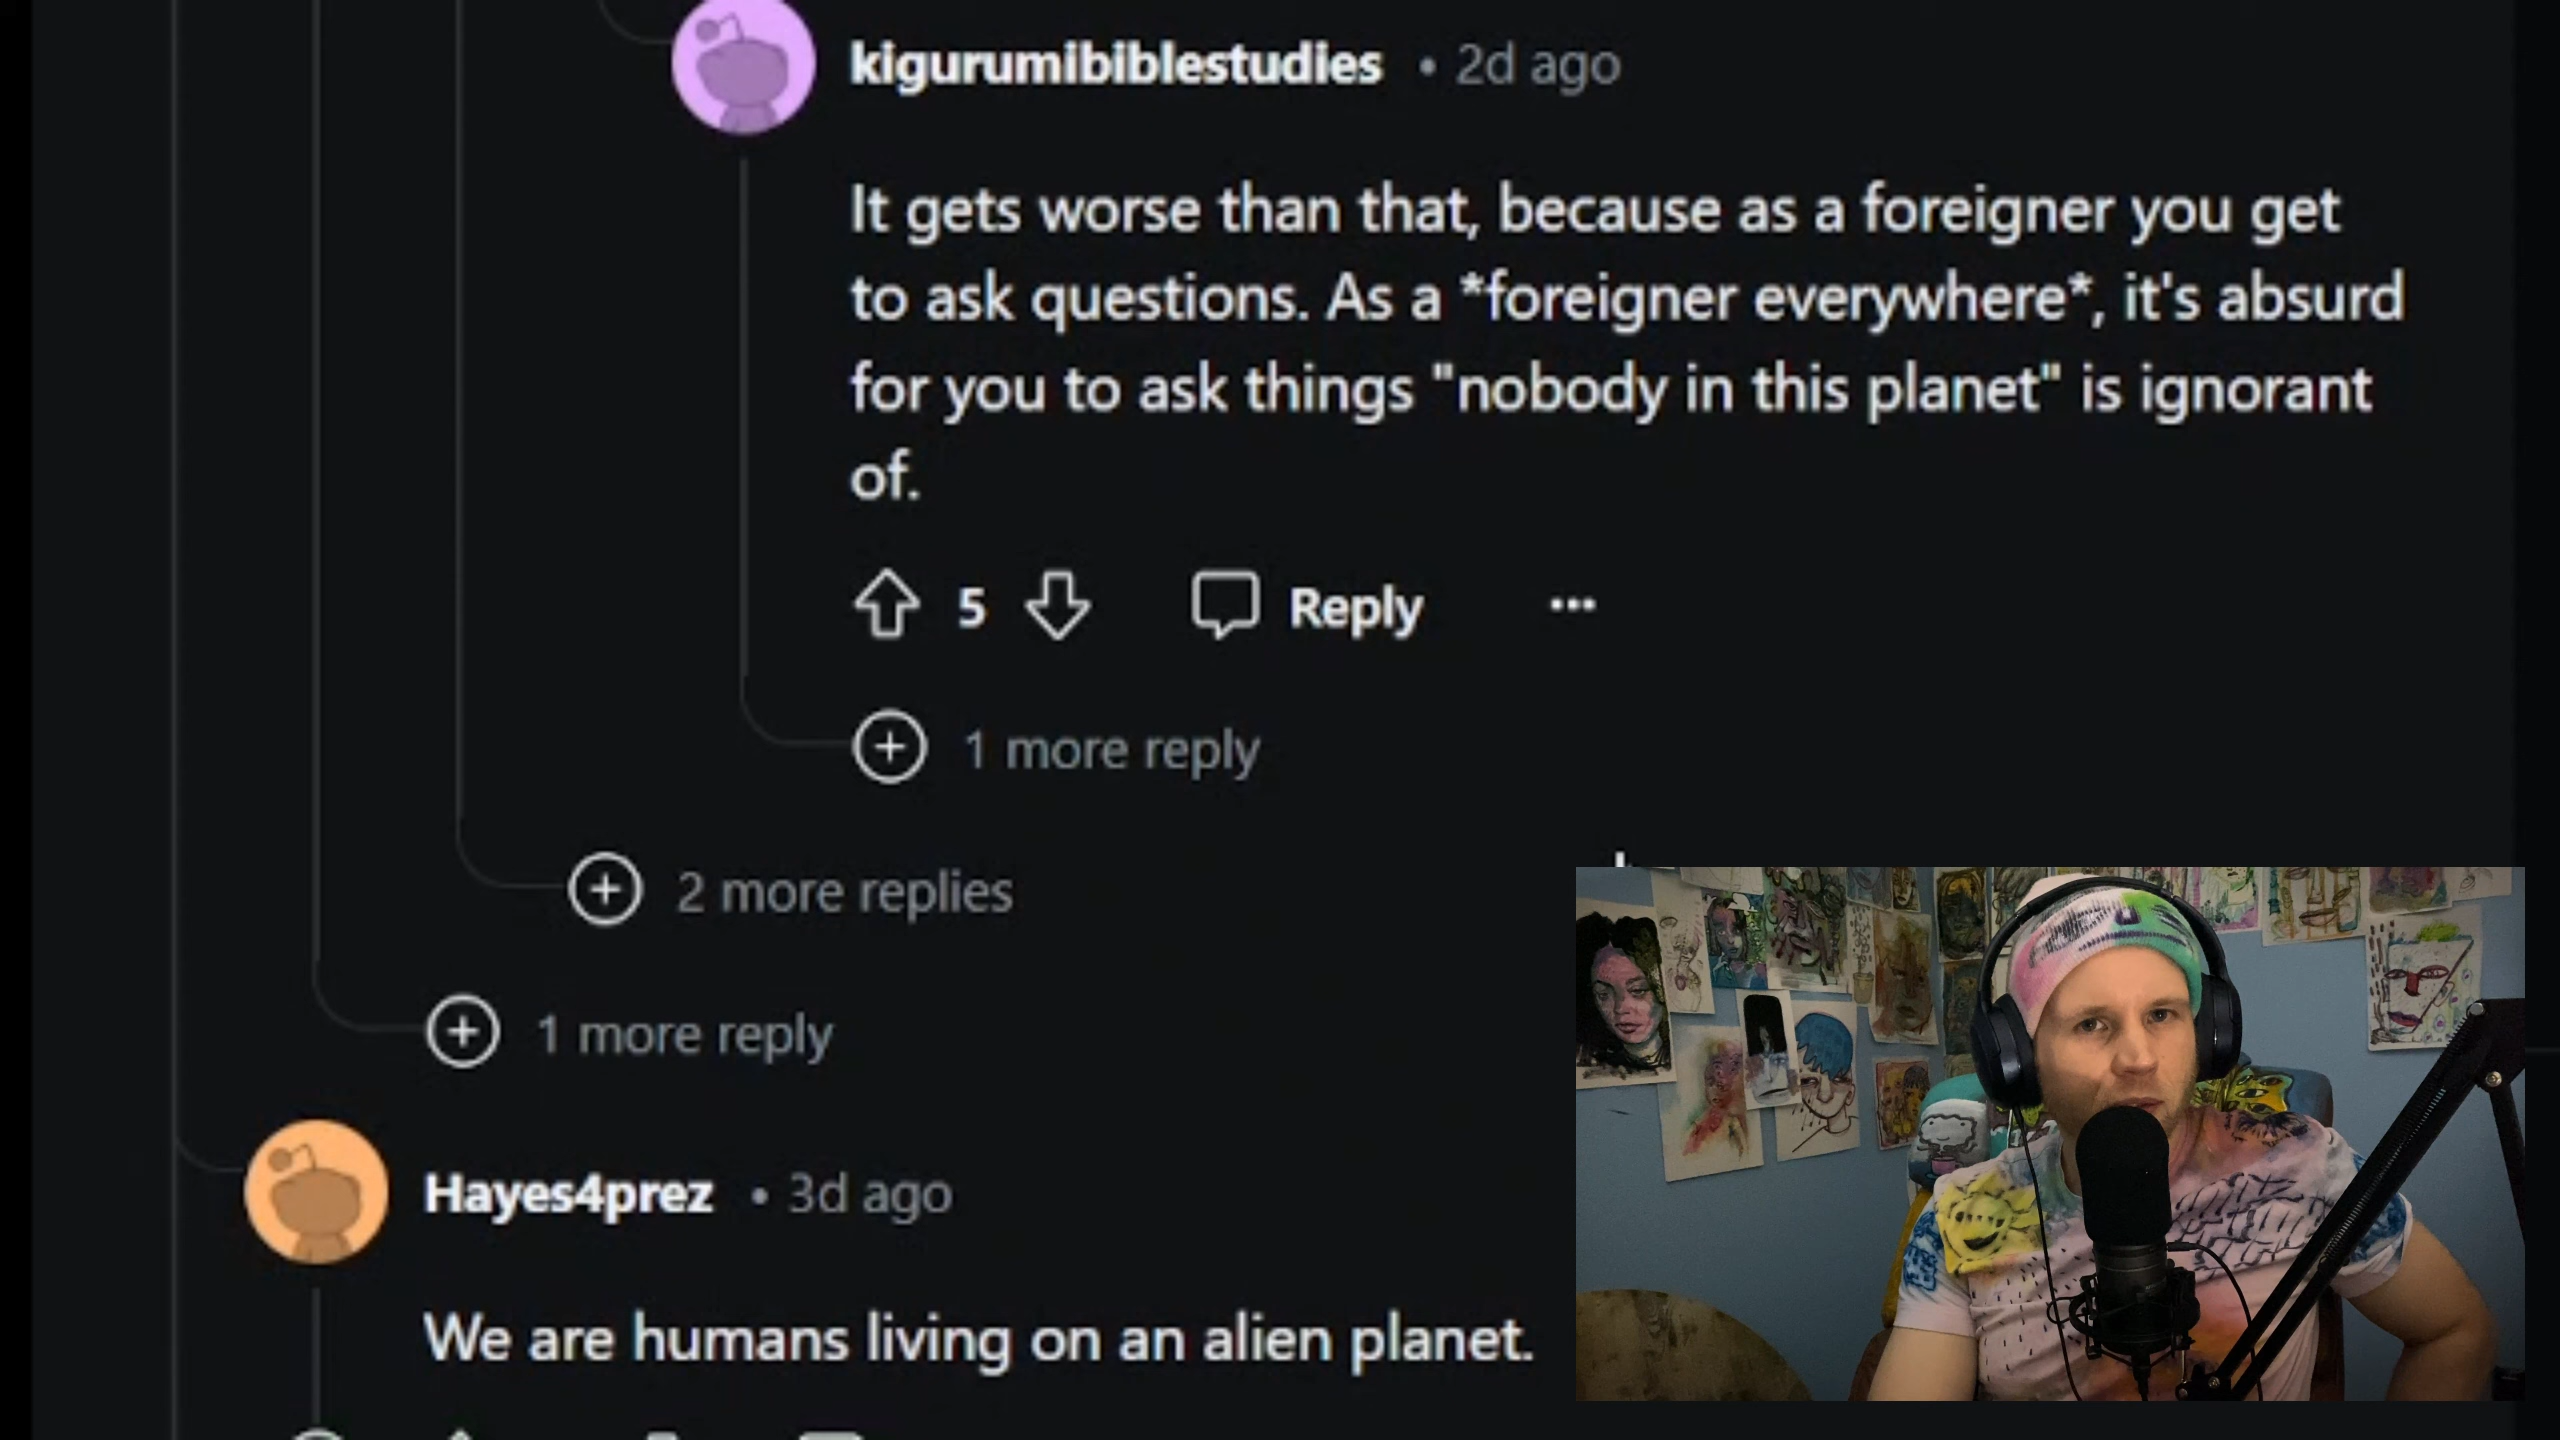 kigurumibiblestudies • 2d ago
It gets worse than that, because as a foreigner you get
to ask questions. As a *foreigner everywhere*, it's absurd
for you to ask things "nobody in this planet" is ignorant
of.
5 Reply ...
1 more reply
2 more replies
1 more reply
Hayes4prez • 3d ago
We are humans living on an alien planet.